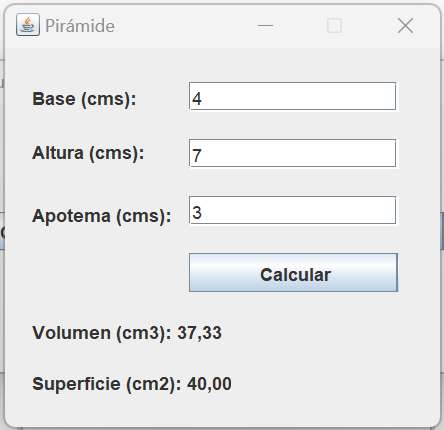 Pirámide
Base (cms): 4
Altura (cms): 7
Apotema (cms): 3
Calcular
Volumen (cm3): 37,33
Superficie (cm2): 40,00